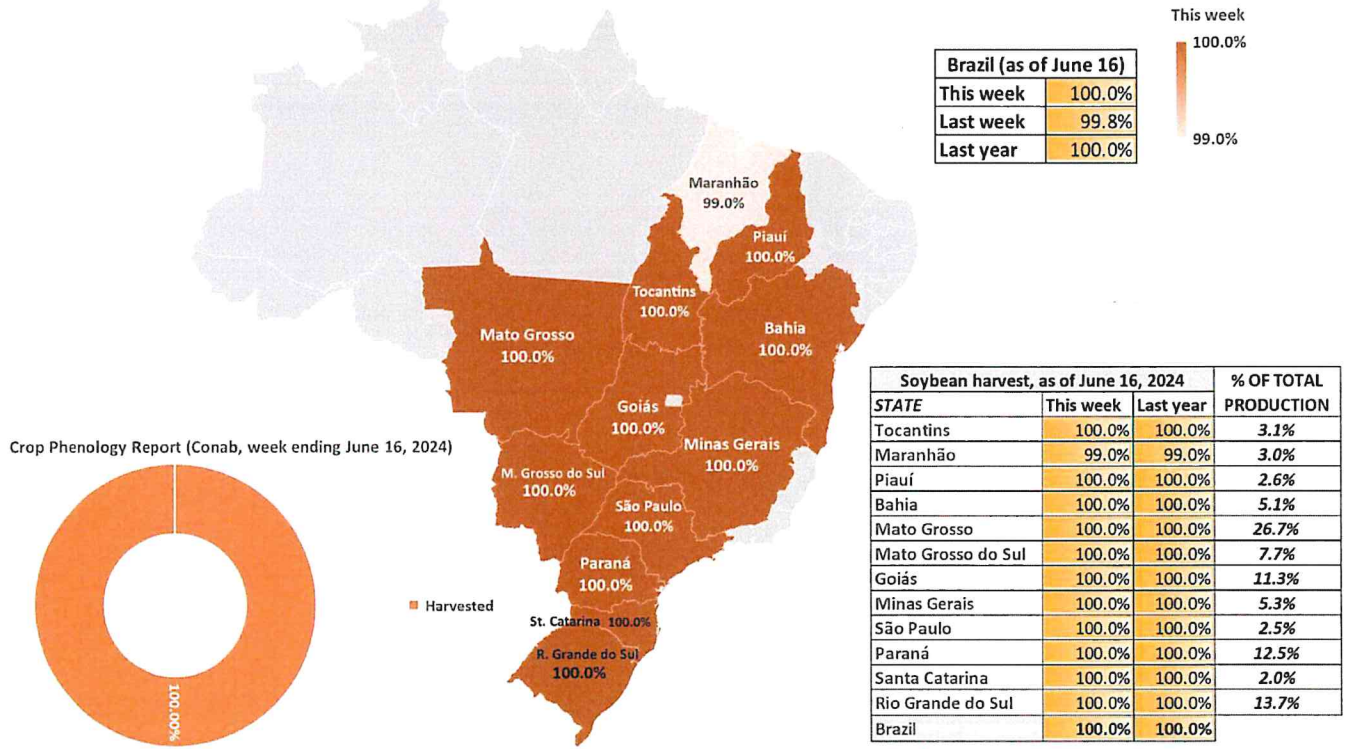 This week
100.0%
99.0%
Brazil (as of June 16)
This week 100.0%
Last week 99.8%
Last year 100.0%
Maranhão
99.0%
Piauí
100.0%
Tocantins
100.0%
Bahia
100.0%
Mato Grosso
100.0%
Goiás
100.0%
Minas Gerais
100.0%
M. Grosso do Sul
100.0%
São Paulo
100.0%
Paraná
100.0%
St. Catarina 100.0%
R. Grande do Sul
100.0%
Crop Phenology Report (Conab, week ending June 16, 2024)
Harvested
100.00%
Soybean harvest, as of June 16, 2024 % OF TOTAL
STATE This week Last year PRODUCTION
Tocantins 100.0% 100.0% 3.1%
Maranhão 99.0% 99.0% 3.0%
Piauí 100.0% 100.0% 2.6%
Bahia 100.0% 100.0% 5.1%
Mato Grosso 100.0% 100.0% 26.7%
Mato Grosso do Sul 100.0% 100.0% 7.7%
Goiás 100.0% 100.0% 11.3%
Minas Gerais 100.0% 100.0% 5.3%
São Paulo 100.0% 100.0% 2.5%
Paraná 100.0% 100.0% 12.5%
Santa Catarina 100.0% 100.0% 2.0%
Rio Grande do Sul 100.0% 100.0% 13.7%
Brazil 100.0% 100.0%